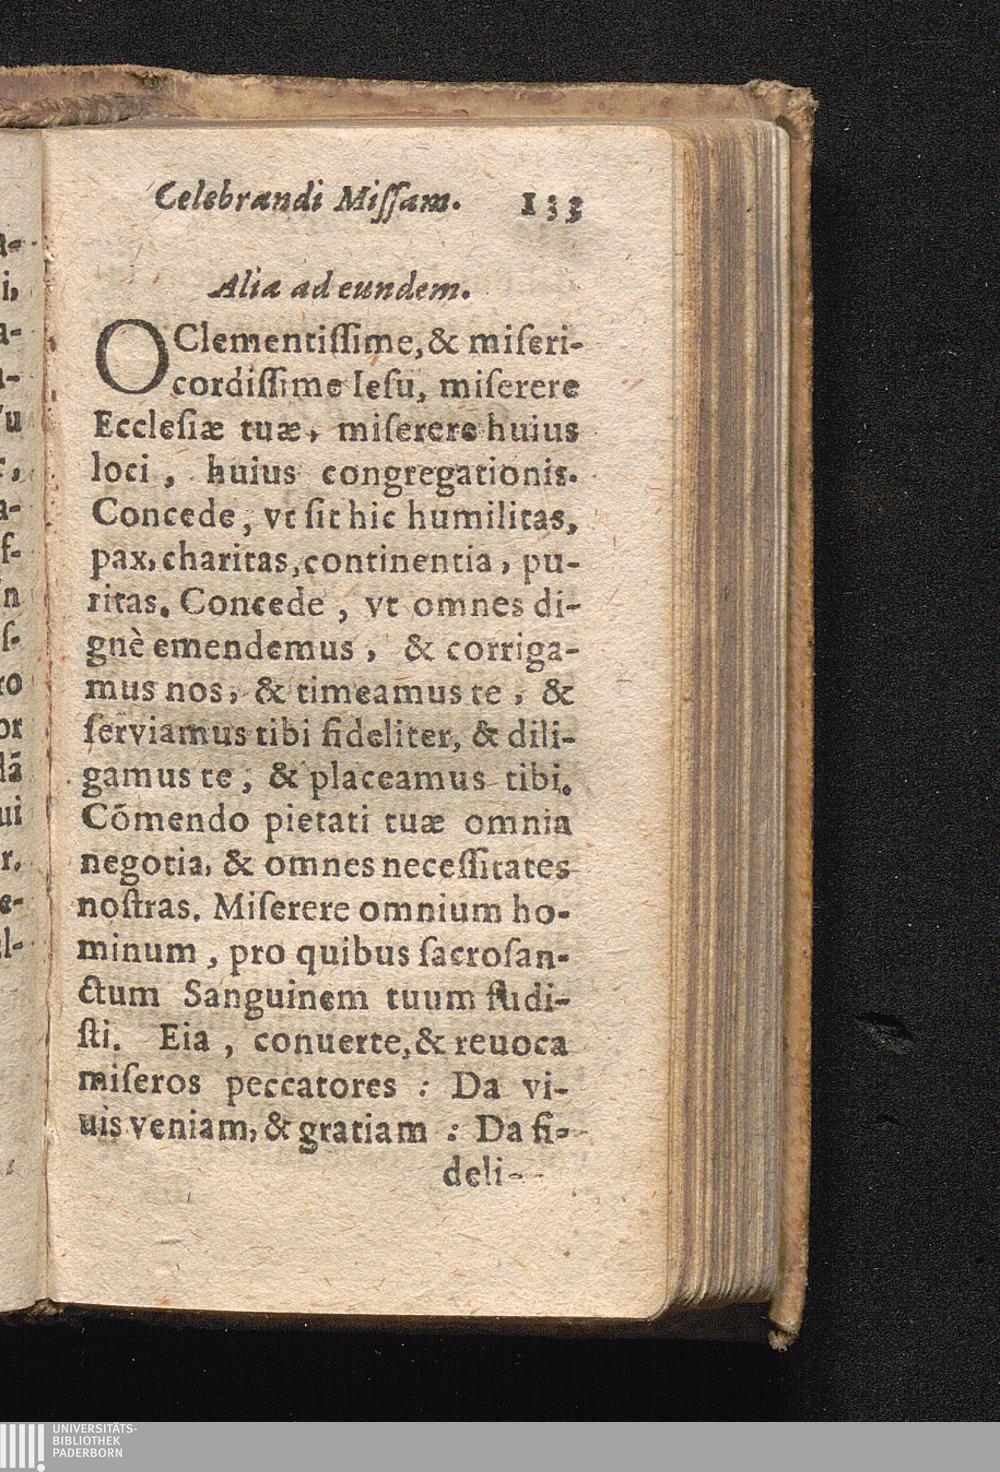 Celebrandi Miſſam. 133
Alia ad eundem.
O Clementiſſime, & miſeri-
cordiſſime Ieſu, miſerere
Eccleſiæ tuæ, miſerere huius
loci, huius congregationis.
Concede, vt ſit hic humilitas,
pax, charitas, continentia, pu-
ritas. Concede, vt omnes di-
gnè emendemus, & corriga-
mus nos, & timeamus te, &
ſerviamus tibi fideliter, & dili-
gamus te, & placeamus tibi.
Cõmendo pietati tuæ omnia
negotia, & omnes neceſſitates
noſtras. Miſerere omnium ho-
minum, pro quibus ſacroſan-
ctum Sanguinem tuum fudi-
ſti. Eia, conuerte, & reuoca
miſeros peccatores : Da vi-
uis veniam, & gratiam : Da fi-
deli-
UNIVERSITÄTS-
BIBLIOTHEK
PADERBORN